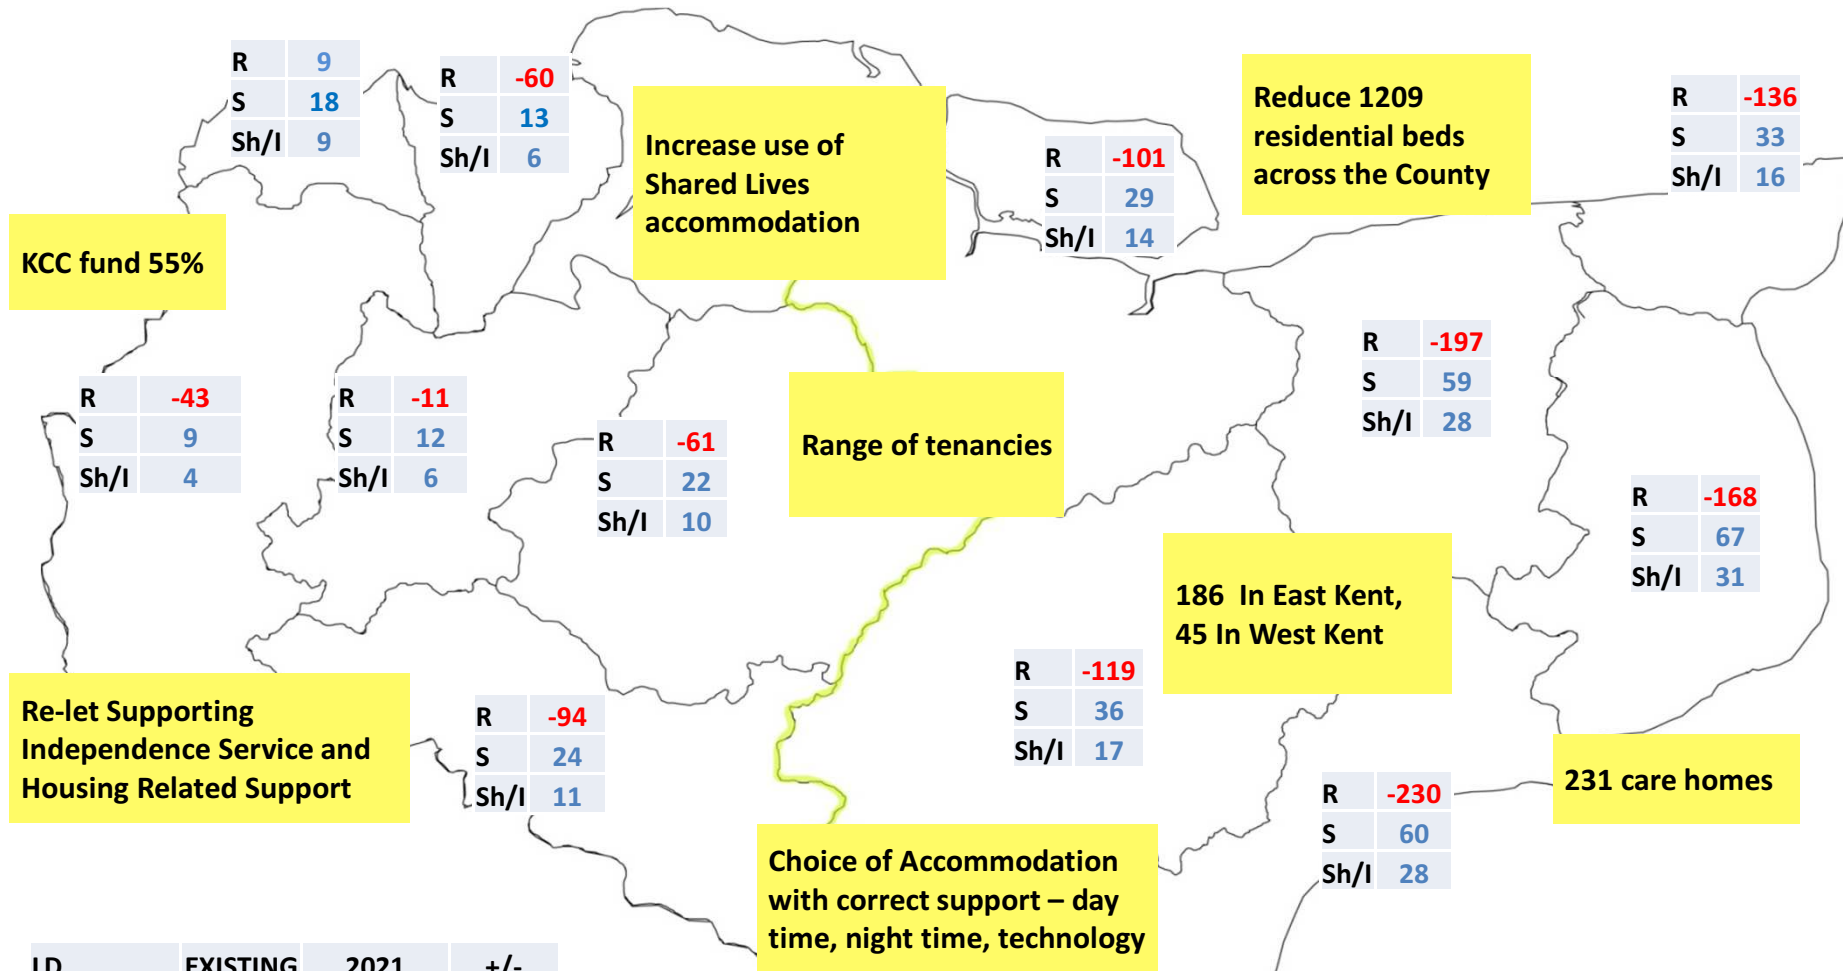 R 9
S 18
Sh/I 9
R -60
S 13
Sh/I 6
Increase use of
Shared Lives
accommodation
R -101
S 29
Sh/I 14
Reduce 1209
residential beds
across the County
R -136
S 33
Sh/I 16
KCC fund 55%
R -43
S 9
Sh/I 4
R -11
S 12
Sh/I 6
R -61
S 22
Sh/I 10
Range of tenancies
R -197
S 59
Sh/I 28
R -168
S 67
Sh/I 31
186 In East Kent,
45 In West Kent
Re-let Supporting
Independence Service and
Housing Related Support
R -94
S 24
Sh/I 11
R -119
S 36
Sh/I 17
231 care homes
R -230
S 60
Sh/I 28
Choice of Accommodation
with correct support – day
time, night time, technology
LD EXISTING 2021 +/-